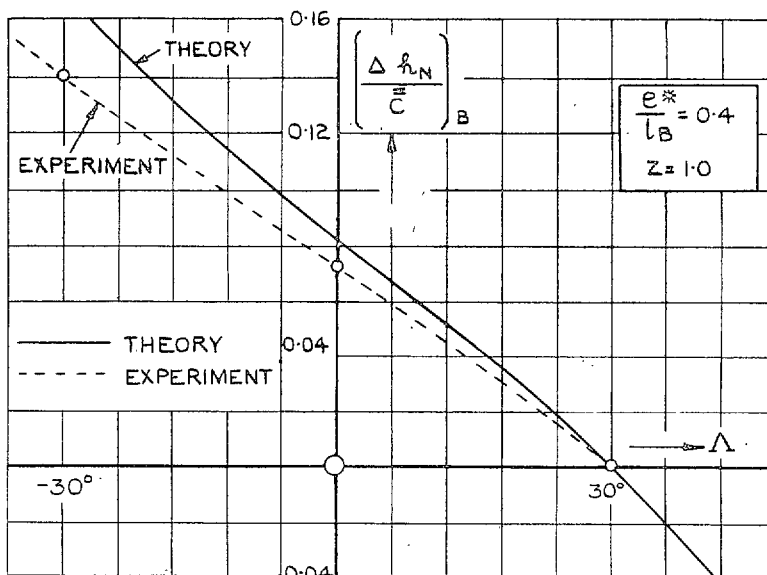 0.16
THEORY
( Δ h_N / c̿ )_B
e* / l_B = 0.4
Z = 1.0
0.12
EXPERIMENT
THEORY
EXPERIMENT
0.04
Λ
-30°
30°
0.04